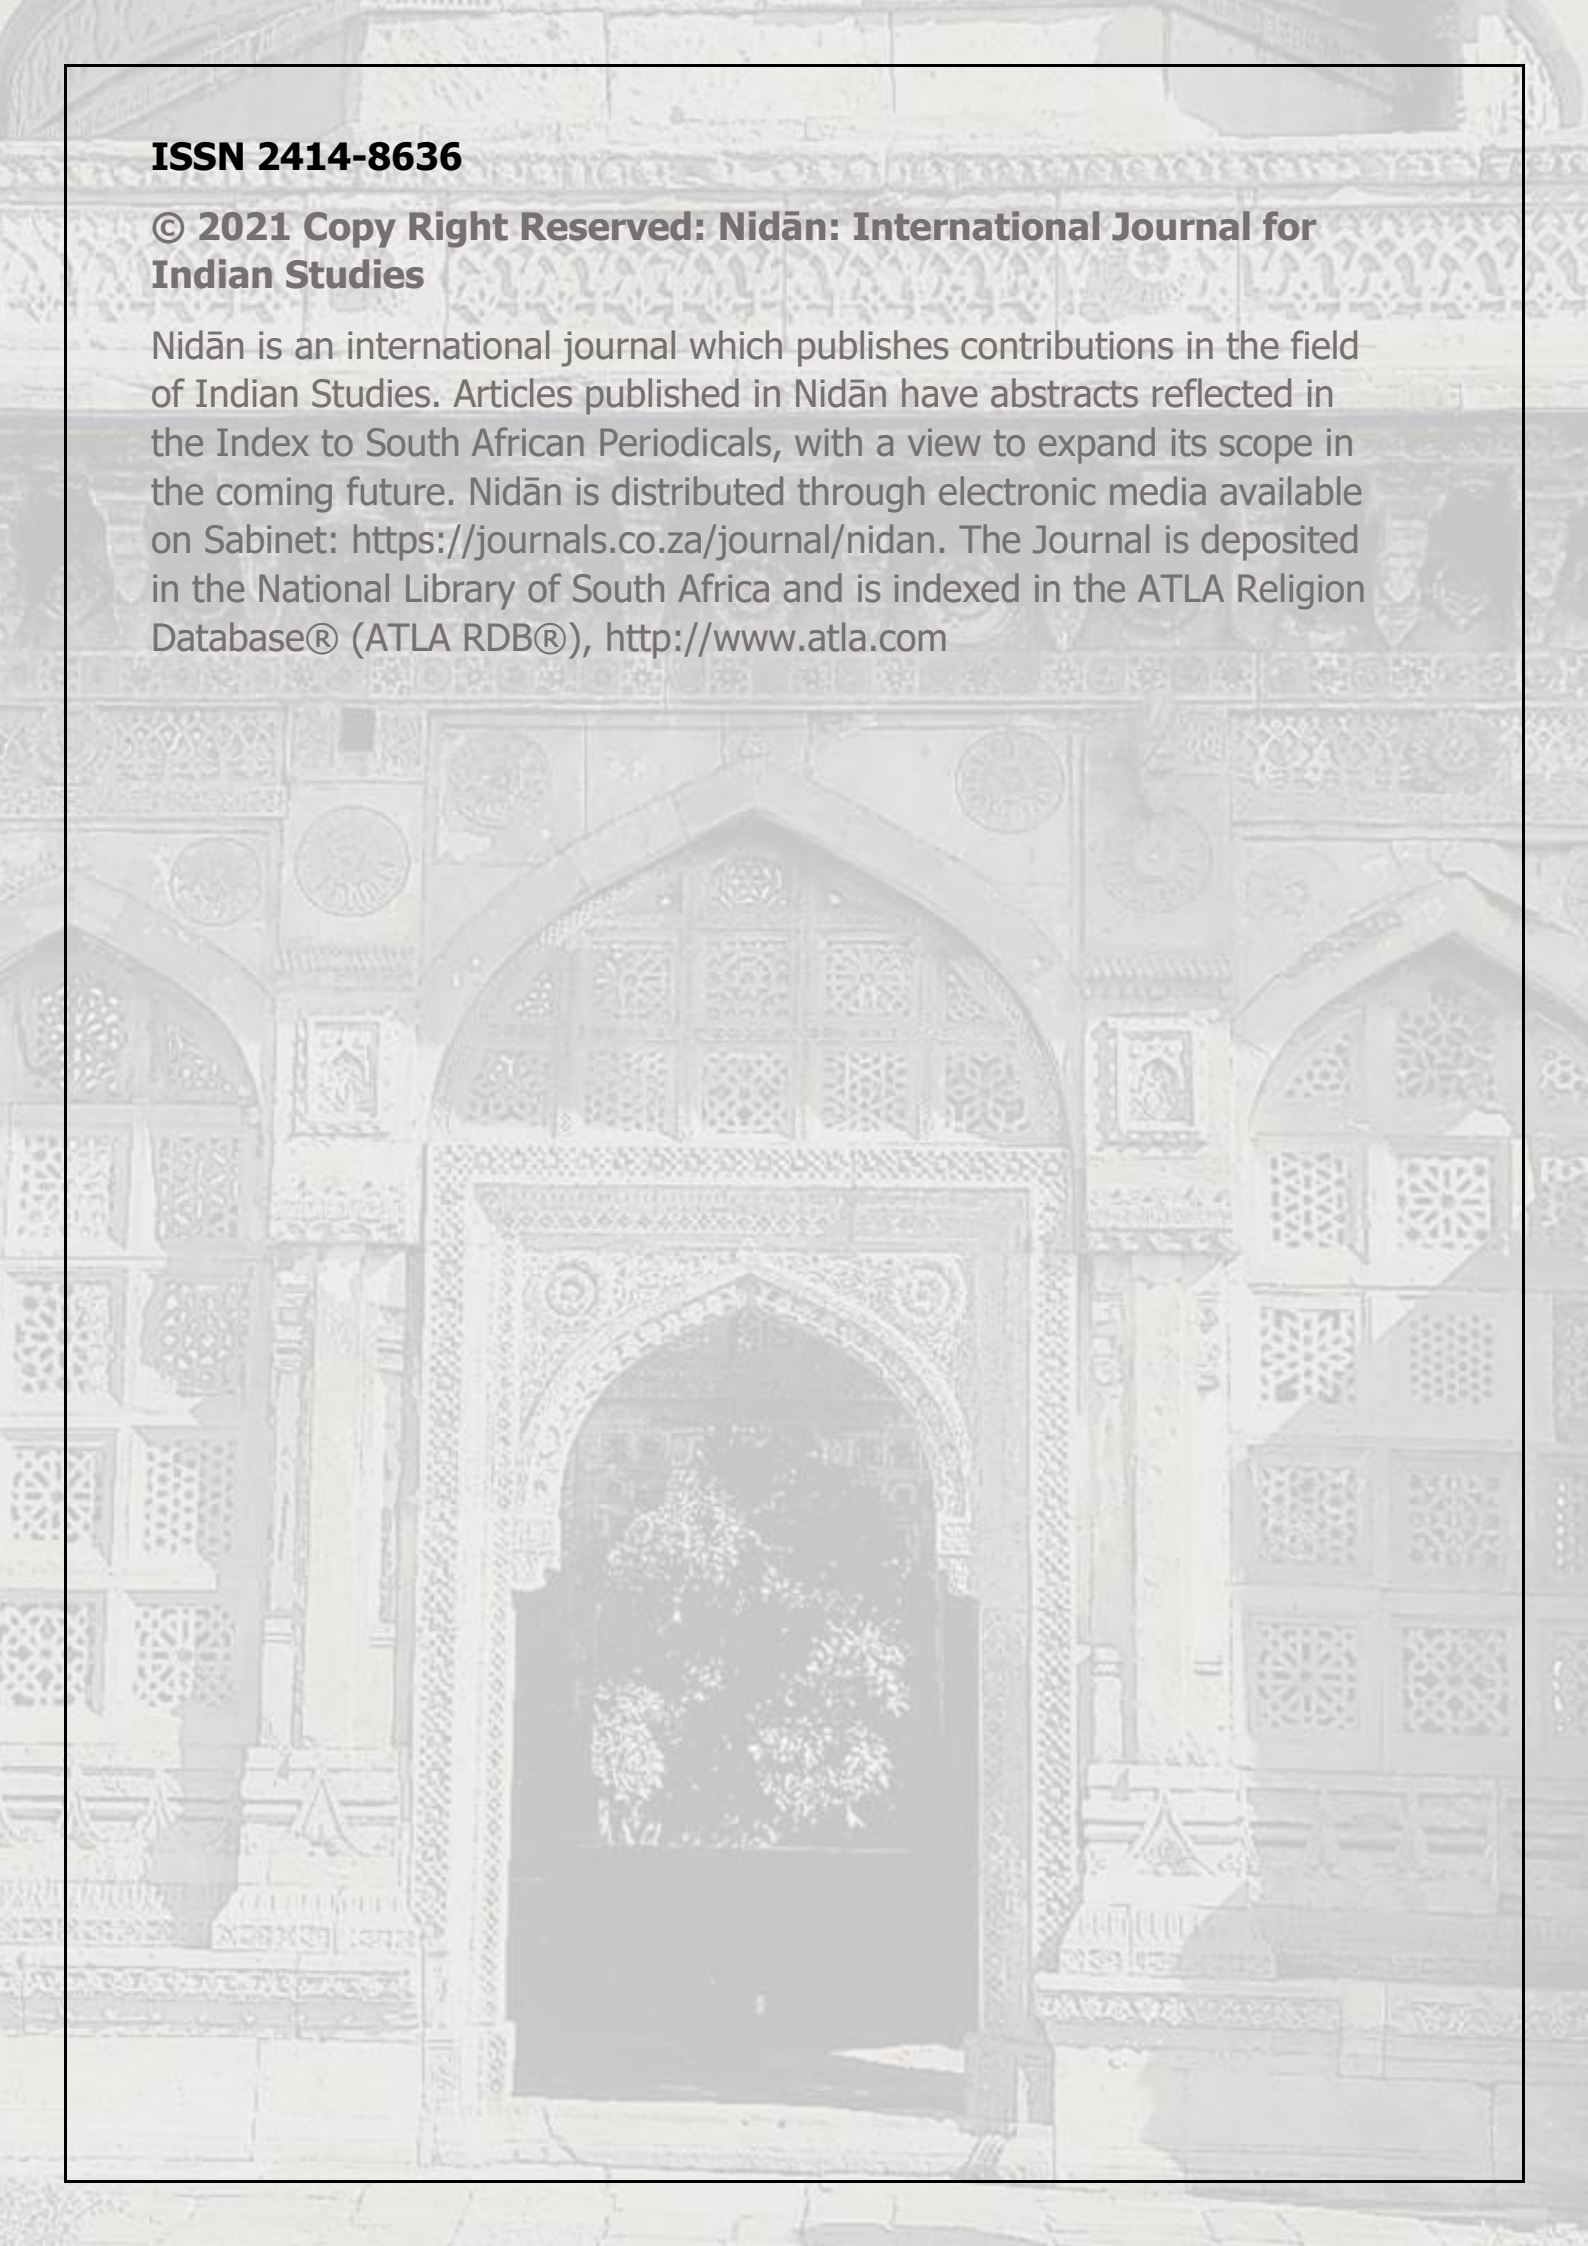 ISSN 2414-8636
© 2021 Copy Right Reserved: Nidān: International Journal for
Indian Studies
Nidān is an international journal which publishes contributions in the field
of Indian Studies. Articles published in Nidān have abstracts reflected in
the Index to South African Periodicals, with a view to expand its scope in
the coming future. Nidān is distributed through electronic media available
on Sabinet: https://journals.co.za/journal/nidan. The Journal is deposited
in the National Library of South Africa and is indexed in the ATLA Religion
Database® (ATLA RDB®), http://www.atla.com